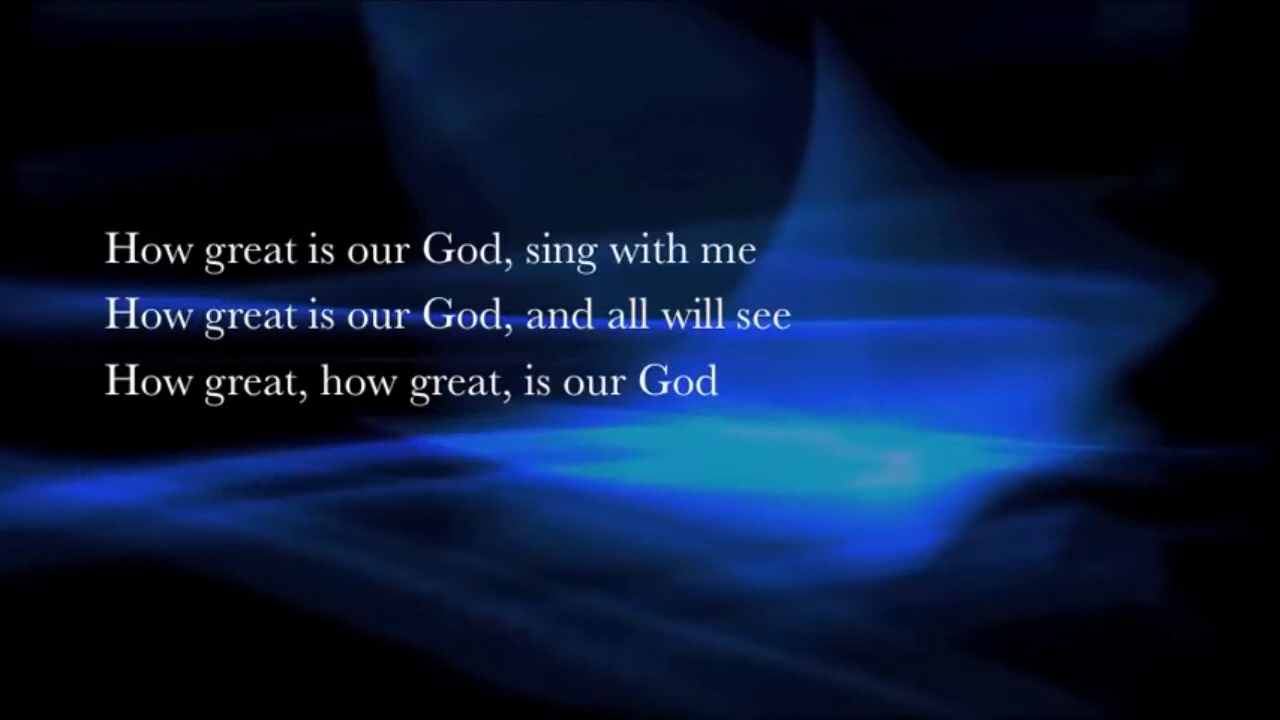 How great is our God, sing with me
How great is our God, and all will see
How great, how great, is our God